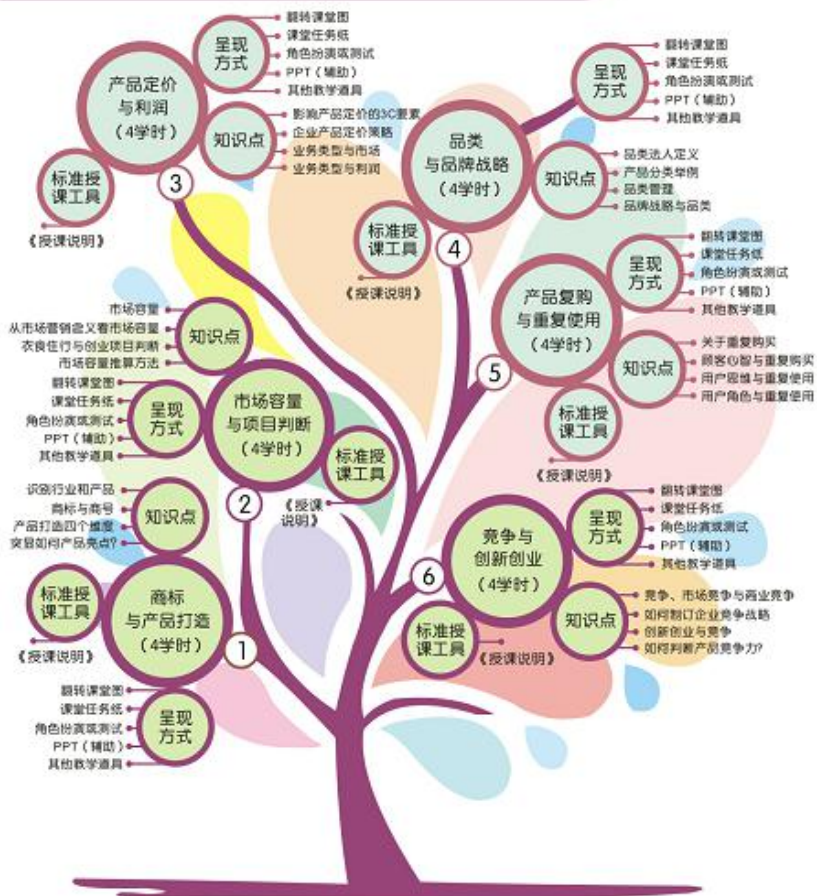 翻转课堂图
课堂任务纸
角色扮演或测试
PPT（辅助）
其他教学道具
呈现
方式
产品定价
与利润
（4学时）
知识点
影响产品定价的3C要素
企业产品定价策略
业务类型与市场
业务类型与利润
标准授
课工具
《授课说明》
3
翻转课堂图
课堂任务纸
角色扮演或测试
PPT（辅助）
其他教学道具
呈现
方式
品类
与品牌战略
（4学时）
知识点
品类法人定义
产品分类举例
品类管理
品牌战略与品类
标准授
课工具
《授课说明》
4
翻转课堂图
课堂任务纸
角色扮演或测试
PPT（辅助）
其他教学道具
呈现
方式
产品复购
与重复使用
（4学时）
知识点
关于重复购买
顾客心智与重复购买
用户思维与重复使用
用户角色与重复使用
标准授
课工具
《授课说明》
5
市场容量
从市场营销含义看市场容量
衣食住行与创业项目判断
市场容量推算方法
知识点
翻转课堂图
课堂任务纸
角色扮演或测试
PPT（辅助）
其他教学道具
呈现
方式
市场容量
与项目判断
（4学时）
标准授
课工具
《授课
说明》
2
识别行业和产品
商标与商号
产品打造四个维度
突显如何产品亮点?
知识点
标准授
课工具
《授课说明》
商标
与产品打造
（4学时）
1
翻转课堂图
课堂任务纸
角色扮演或测试
PPT（辅助）
其他教学道具
呈现
方式
翻转课堂图
课堂任务纸
角色扮演或测试
PPT（辅助）
其他教学道具
呈现
方式
竞争与
创新创业
（4学时）
6
知识点
竞争、市场竞争与商业竞争
如何制订企业竞争战略
创新创业与竞争
如何判断产品竞争力?
标准授
课工具
《授课说明》